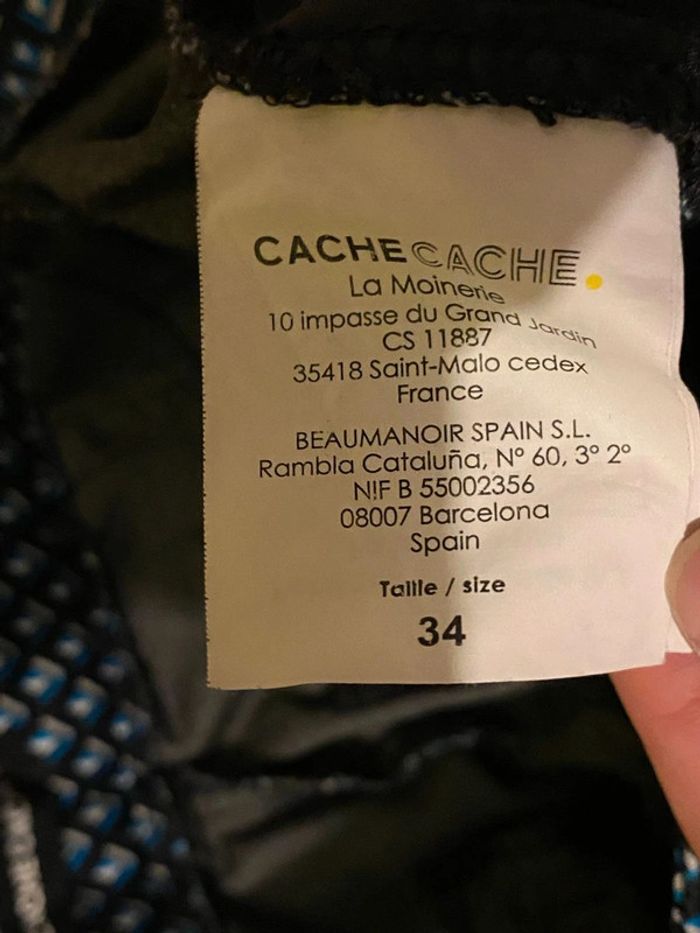 CACHECACHE.
La Moinerie
10 impasse du Grand Jardin
CS 11887
35418 Saint-Malo cedex
France
BEAUMANOIR SPAIN S.L.
Rambla Cataluña, Nº 60, 3º 2º
NIF B 55002356
08007 Barcelona
Spain
Taille / size
34